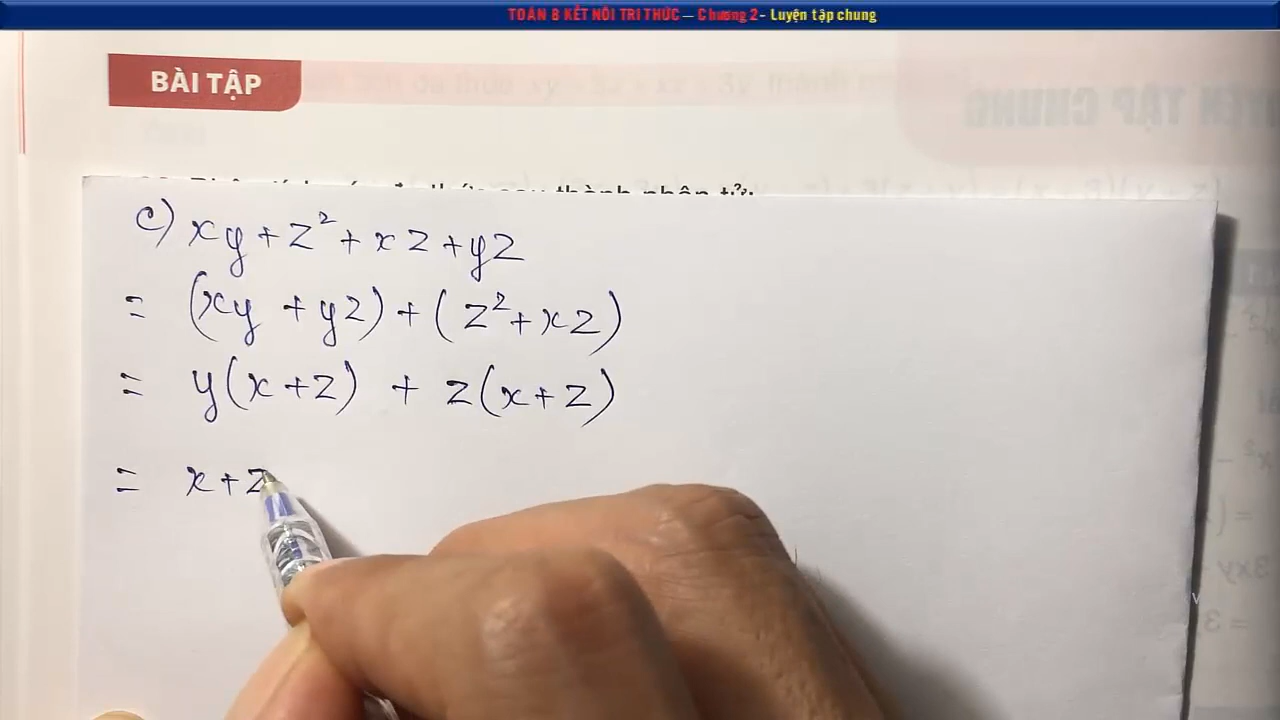 TOÁN 8 KẾT NỐI TRI THỨC – Chương 2 - Luyện tập chung
BÀI TẬP
c) xy + z² + xz + yz
= (xy + yz) + (z² + xz)
= y(x+z) + z(x+z)
= x+z